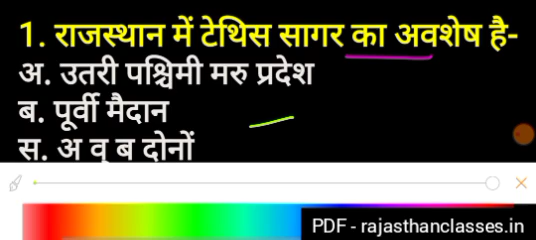 1. राजस्थान में टेथिस सागर का अवशेष है-
अ. उतरी पश्चिमी मरु प्रदेश
ब. पूर्वी मैदान
स. अ व ब दोनों
PDF - rajasthanclasses.in